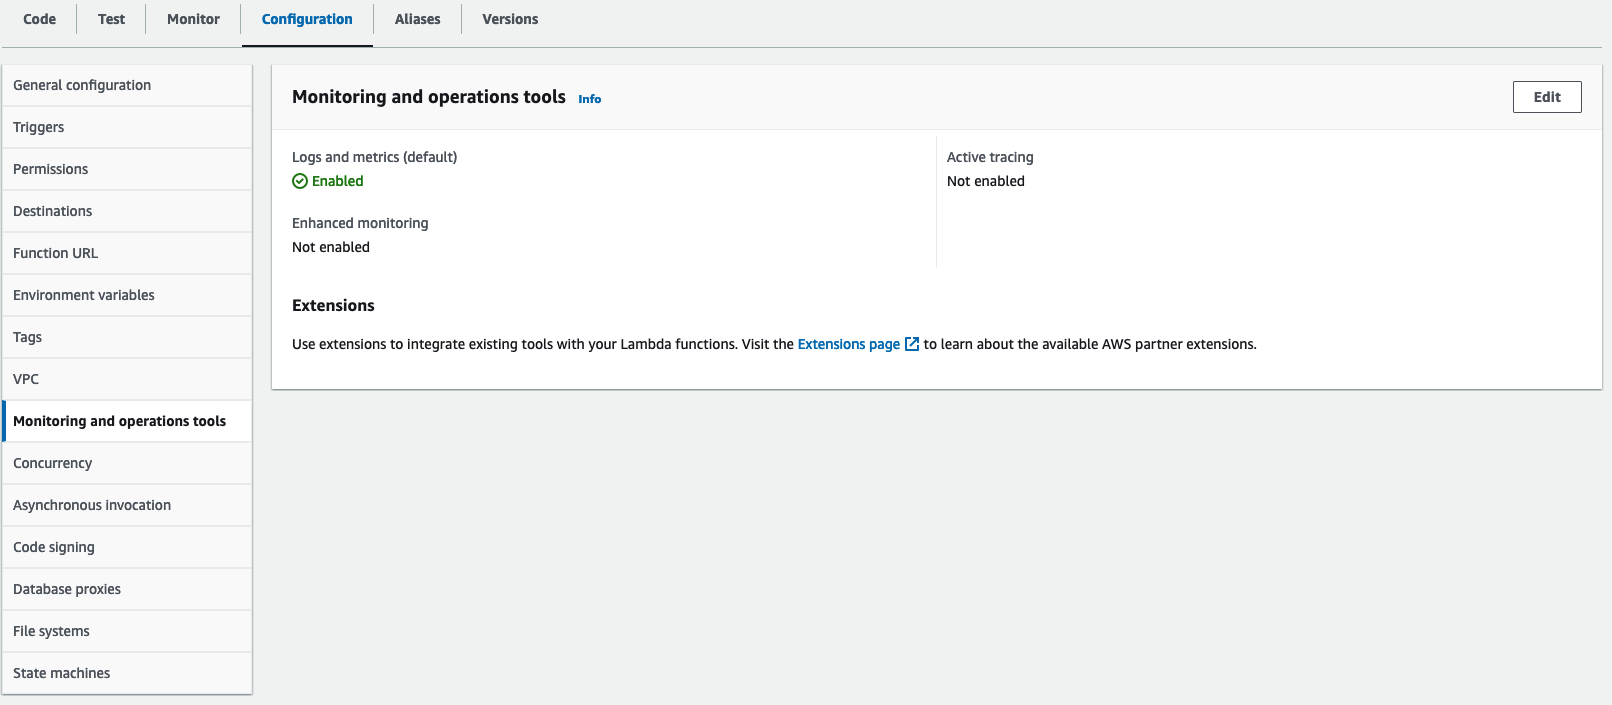 Code
Test
Monitor
Configuration
Aliases
Versions
General configuration
Triggers
Permissions
Destinations
Function URL
Environment variables
Tags
VPC
Monitoring and operations tools
Concurrency
Asynchronous invocation
Code signing
Database proxies
File systems
State machines
Monitoring and operations tools Info
Edit
Logs and metrics (default)
Enabled
Enhanced monitoring
Not enabled
Active tracing
Not enabled
Extensions
Use extensions to integrate existing tools with your Lambda functions. Visit the Extensions page to learn about the available AWS partner extensions.